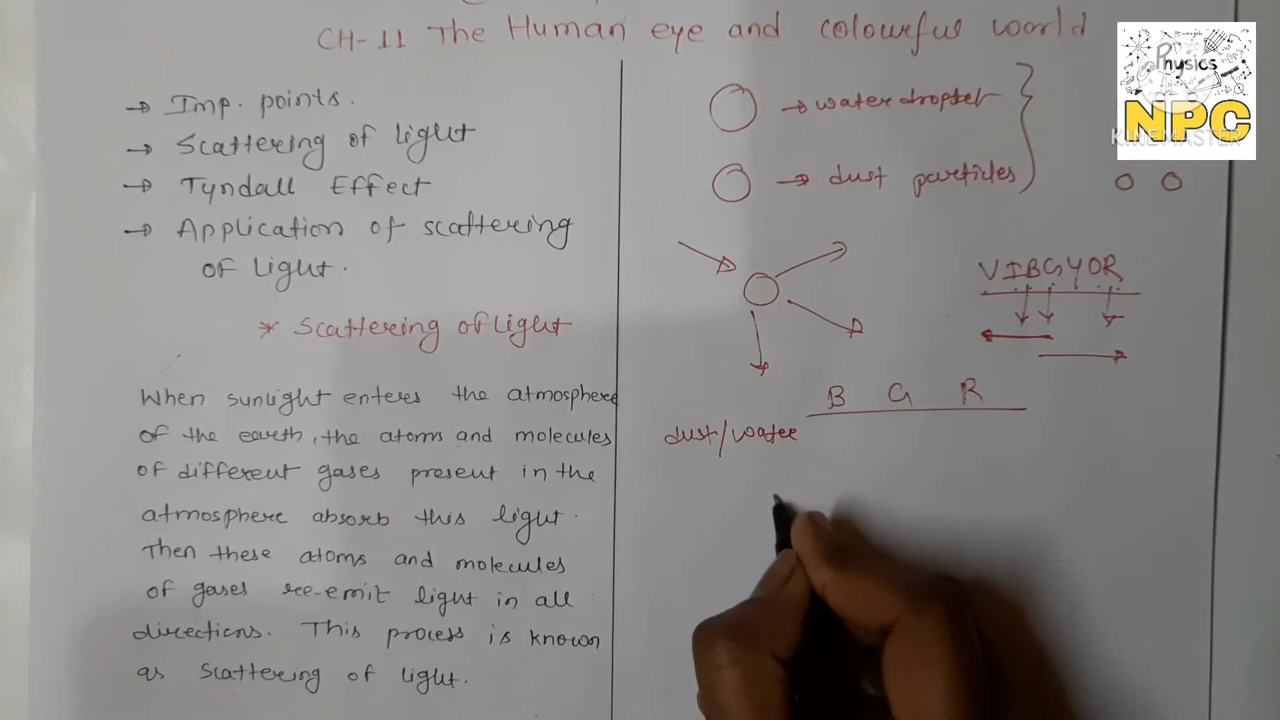 CH-11 The Human eye and colourful world
→ Imp. points.
→ Scattering of light
→ Tyndall Effect
→ Application of scattering
of light.
* Scattering of light
When sunlight enters the atmosphere
of the earth, the atoms and molecules
of different gases present in the
atmosphere absorb this light.
Then these atoms and molecules
of gases re-emit light in all
directions. This process is known
as scattering of light.
→ water droplet
→ dust particles
VIBGYOR
B G R
dust/water
Physics
NPC
KINEMASTER